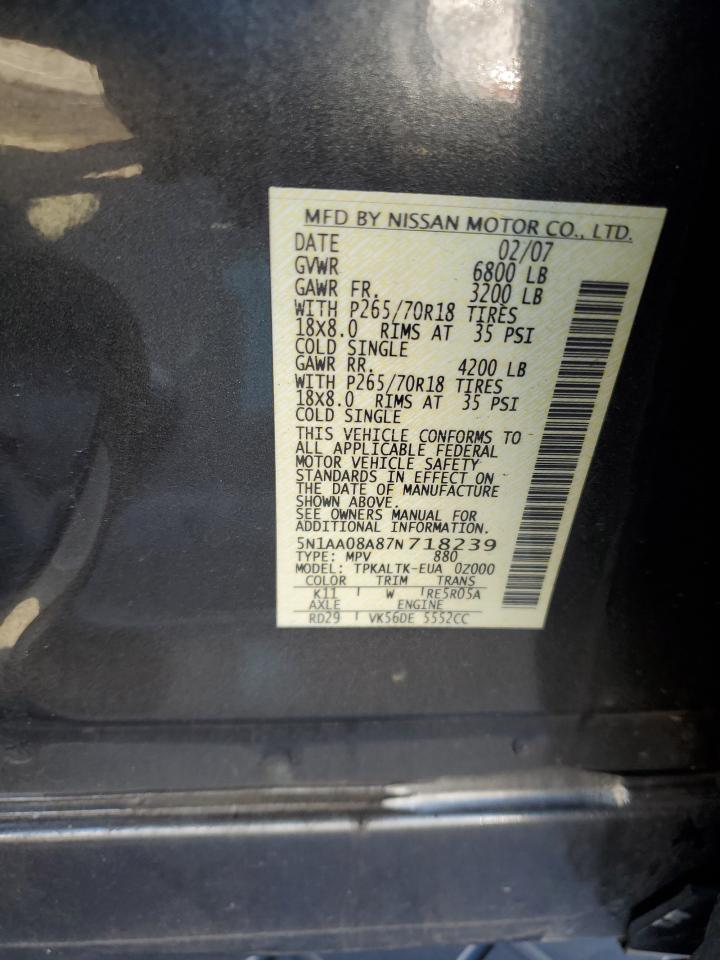 MFD BY NISSAN MOTOR CO., LTD.
DATE 02/07
GVWR 6800 LB
GAWR FR. 3200 LB
WITH P265/70R18 TIRES
18X8.0 RIMS AT 35 PSI
COLD SINGLE
GAWR RR. 4200 LB
WITH P265/70R18 TIRES
18X8.0 RIMS AT 35 PSI
COLD SINGLE
THIS VEHICLE CONFORMS TO
ALL APPLICABLE FEDERAL
MOTOR VEHICLE SAFETY
STANDARDS IN EFFECT ON
THE DATE OF MANUFACTURE
SHOWN ABOVE.
SEE OWNERS MANUAL FOR
ADDITIONAL INFORMATION.
5N1AA08A87N718239
TYPE: MPV 880
MODEL: TPKALTK-EUA 0Z000
COLOR TRIM TRANS
K11 W RE5R05A
AXLE ENGINE
RD29 VK56DE 5552CC